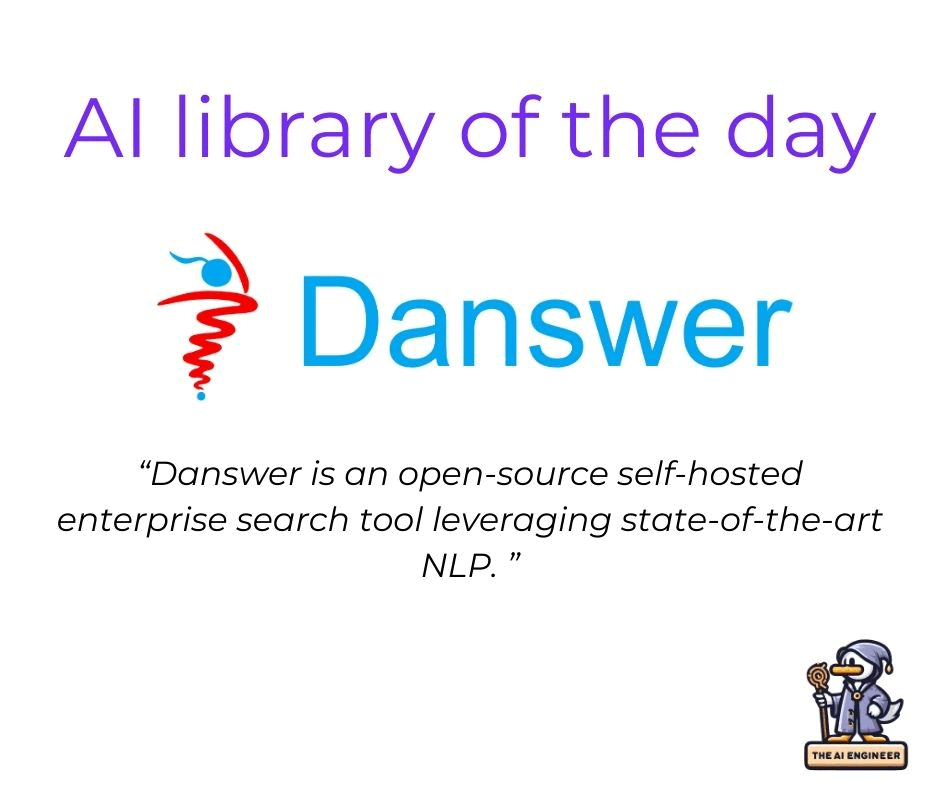 AI library of the day
Danswer
“Danswer is an open-source self-hosted
enterprise search tool leveraging state-of-the-art
NLP. ”
THE AI ENGINEER